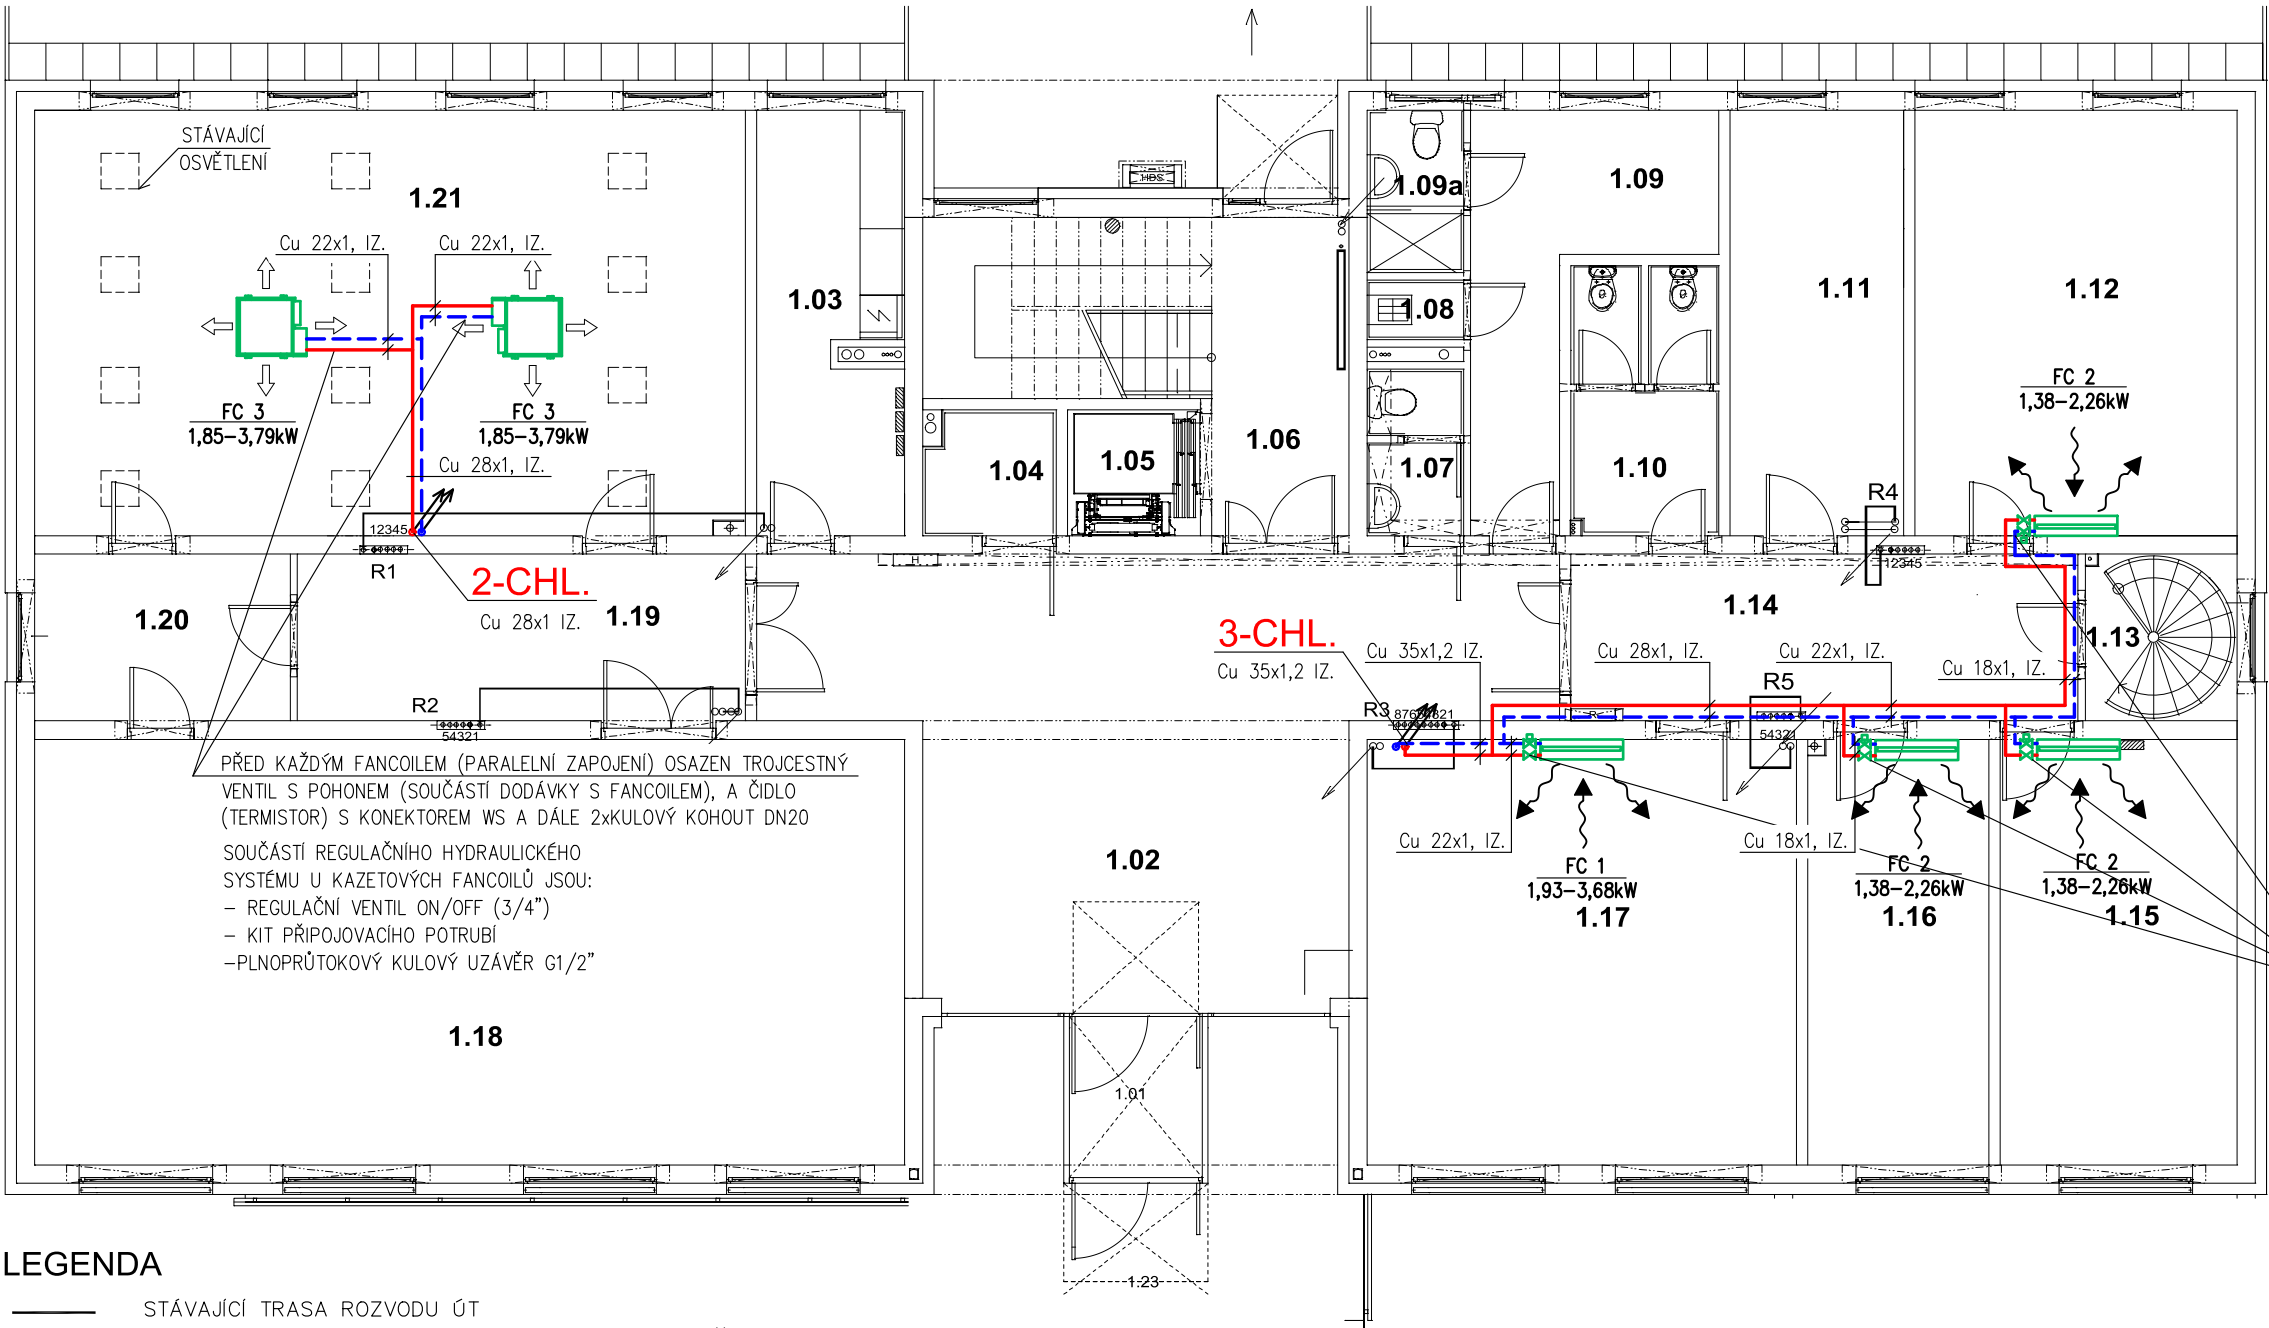 STÁVAJÍCÍ
OSVĚTLENÍ
1.21
Cu 22x1, IZ.
Cu 22x1, IZ.
FC 3
1,85-3,79kW
FC 3
1,85-3,79kW
Cu 28x1, IZ.
12345
R1
2-CHL.
Cu 28x1 IZ.
1.20
1.19
R2
54321
1.03
HDS
1.04
1.05
1.06
H
1.09a
1.09
1.08
1.07
1.10
1.11
1.12
FC 2
1,38-2,26kW
R4
12345
1.14
1.13
3-CHL.
Cu 35x1,2 IZ.
Cu 35x1,2 IZ.
Cu 28x1, IZ.
Cu 22x1, IZ.
Cu 18x1, IZ.
R3
87654321
R5
54321
Cu 22x1, IZ.
Cu 18x1, IZ.
FC 1
1,93-3,68kW
1.17
FC 2
1,38-2,26kW
1.16
FC 2
1,38-2,26kW
1.15
PŘED KAŽDÝM FANCOILEM (PARALELNÍ ZAPOJENÍ) OSAZEN TROJCESTNÝ
VENTIL S POHONEM (SOUČÁSTÍ DODÁVKY S FANCOILEM), A ČIDLO
(TERMISTOR) S KONEKTOREM WS A DÁLE 2xKULOVÝ KOHOUT DN20
SOUČÁSTÍ REGULAČNÍHO HYDRAULICKÉHO
SYSTÉMU U KAZETOVÝCH FANCOILŮ JSOU:
- REGULAČNÍ VENTIL ON/OFF (3/4")
- KIT PŘIPOJOVACÍHO POTRUBÍ
-PLNOPRŮTOKOVÝ KULOVÝ UZÁVĚR G1/2"
1.18
1.02
1.01
1.23
LEGENDA
STÁVAJÍCÍ TRASA ROZVODU ÚT